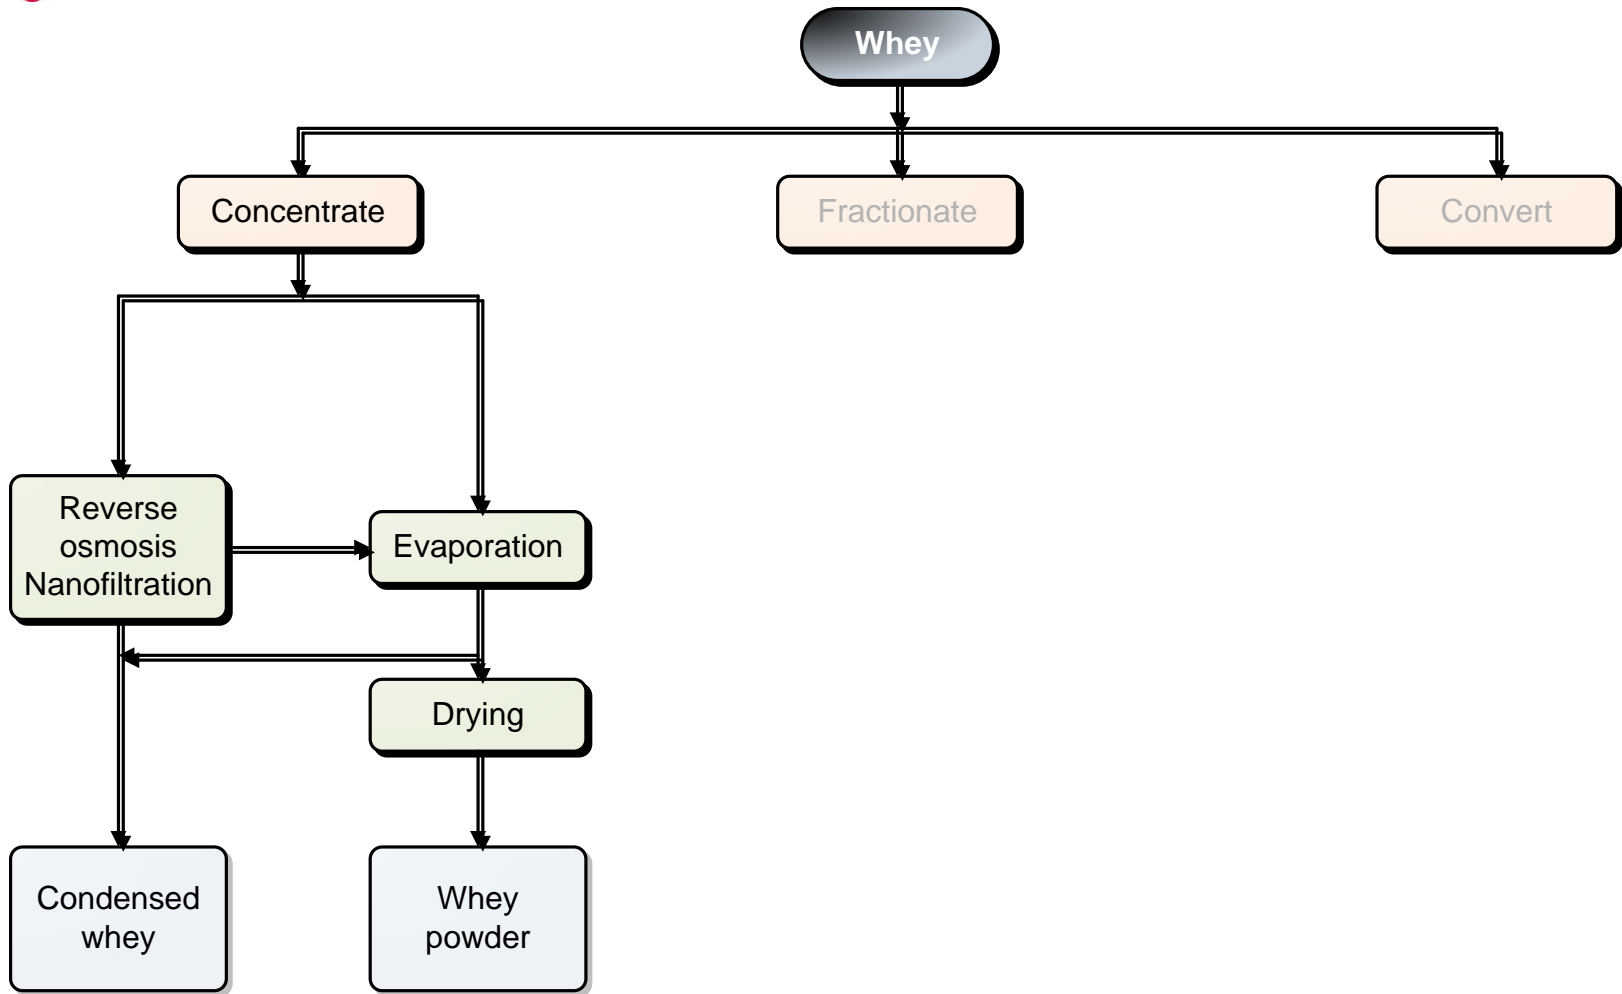 Whey
Concentrate
Fractionate
Convert
Reverse
osmosis
Nanofiltration
Evaporation
Drying
Condensed
whey
Whey
powder